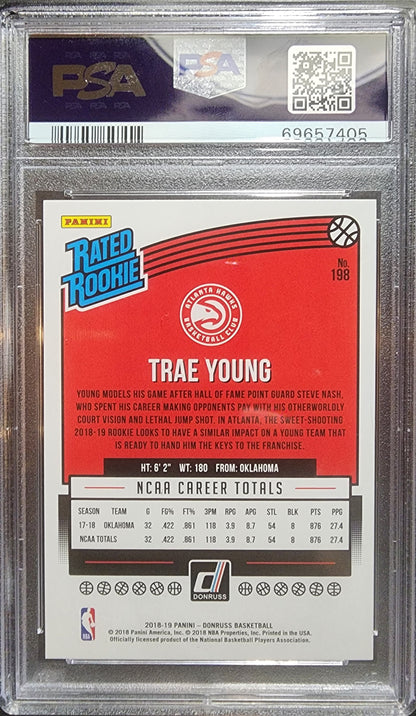 PSA
PSA
69657405
PANINI
RATED
ROOKIE
No.
198
ATLANTA HAWKS
BASKETBALL CLUB
TRAE YOUNG
YOUNG MODELS HIS GAME AFTER HALL OF FAME POINT GUARD STEVE NASH,
WHO SPENT HIS CAREER MAKING OPPONENTS PAY WITH HIS OTHERWORLDLY
COURT VISION AND LETHAL JUMP SHOT. IN ATLANTA, THE SWEET-SHOOTING
2018-19 ROOKIE LOOKS TO HAVE A SIMILAR IMPACT ON A YOUNG TEAM THAT
IS READY TO HAND HIM THE KEYS TO THE FRANCHISE.
HT: 6' 2" WT: 180 FROM: OKLAHOMA
NCAA CAREER TOTALS
SEASON TEAM G FG% FT% 3PM RPG APG STL BLK PTS PPG
17-18 OKLAHOMA 32 .422 .861 118 3.9 8.7 54 8 876 27.4
NCAA TOTALS 32 .422 .861 118 3.9 8.7 54 8 876 27.4
DONRUSS
NBA
2018-19 PANINI – DONRUSS BASKETBALL
© 2018 Panini America, Inc. © 2018 NBA Properties, Inc. Printed in the USA.
Officially licensed product of the National Basketball Players Association.